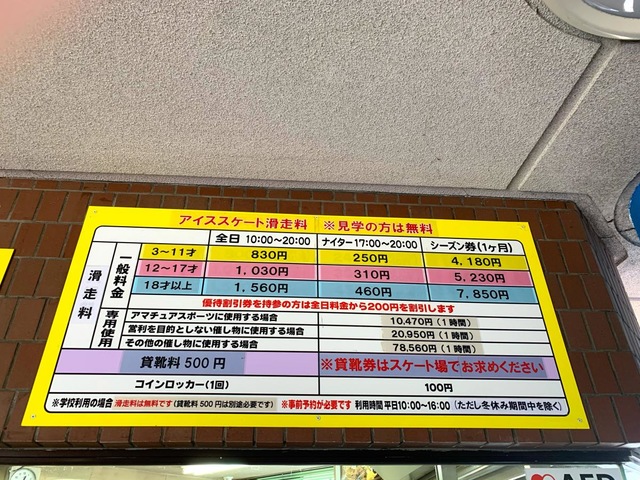 アイススケート滑走料 ※見学の方は無料
全日 10:00~20:00 ナイター 17:00~20:00 シーズン券(1ヶ月)
滑走料
一般料金
3~11才 830円 250円 4,180円
12~17才 1,030円 310円 5,230円
18才以上 1,560円 460円 7,850円
優待割引券を持参の方は全日料金から200円を割引します
専用使用
アマチュアスポーツに使用する場合 10.470円(1時間)
営利を目的としない催し物に使用する場合 20.950円(1時間)
その他の催し物に使用する場合 78.560円(1時間)
貸靴料 500円 ※貸靴券はスケート場でお求めください
コインロッカー(1回) 100円
※学校利用の場合 滑走料は無料です(貸靴料500円は別途必要です) ※事前予約が必要です 利用時間 平日10:00~16:00 (ただし冬休み期間中を除く)
AED